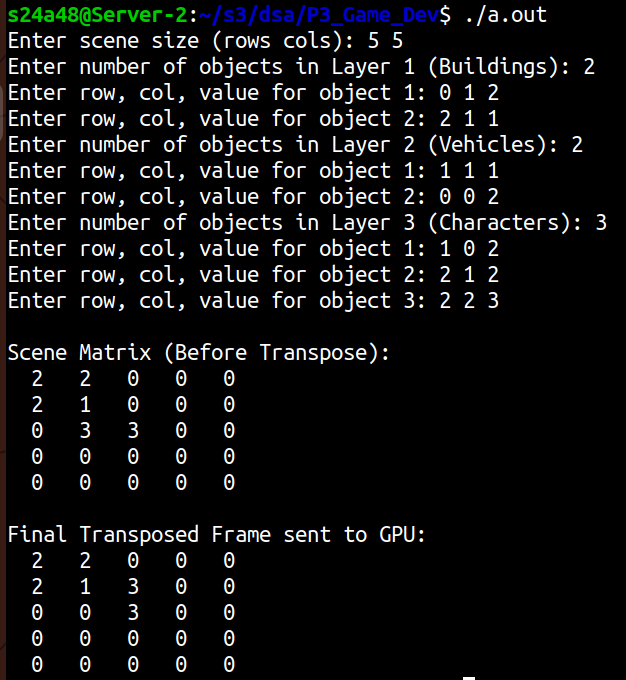 s24a48@Server-2:~/s3/dsa/P3_Game_Dev$ ./a.out
Enter scene size (rows cols): 5 5
Enter number of objects in Layer 1 (Buildings): 2
Enter row, col, value for object 1: 0 1 2
Enter row, col, value for object 2: 2 1 1
Enter number of objects in Layer 2 (Vehicles): 2
Enter row, col, value for object 1: 1 1 1
Enter row, col, value for object 2: 0 0 2
Enter number of objects in Layer 3 (Characters): 3
Enter row, col, value for object 1: 1 0 2
Enter row, col, value for object 2: 2 1 2
Enter row, col, value for object 3: 2 2 3
Scene Matrix (Before Transpose):
2 2 0 0 0
2 1 0 0 0
0 3 3 0 0
0 0 0 0 0
0 0 0 0 0
Final Transposed Frame sent to GPU:
2 2 0 0 0
2 1 3 0 0
0 0 3 0 0
0 0 0 0 0
0 0 0 0 0